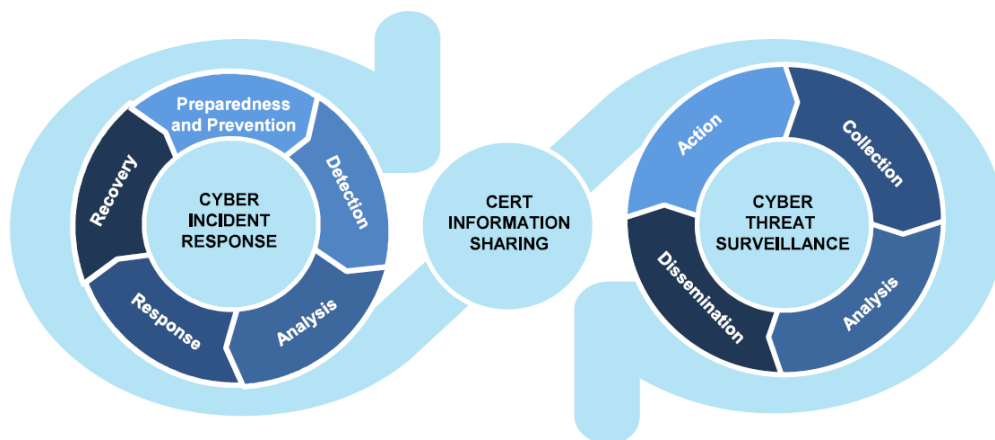 Preparedness
and Prevention
Detection
Analysis
Response
Recovery
CYBER
INCIDENT
RESPONSE
CERT
INFORMATION
SHARING
Action
Collection
Analysis
Dissemination
CYBER
THREAT
SURVEILLANCE